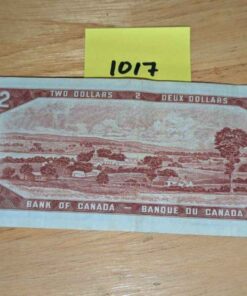 1017
2 TWO DOLLARS 2 DEUX DOLLARS
BANK OF CANADA - BANQUE DU CANADA